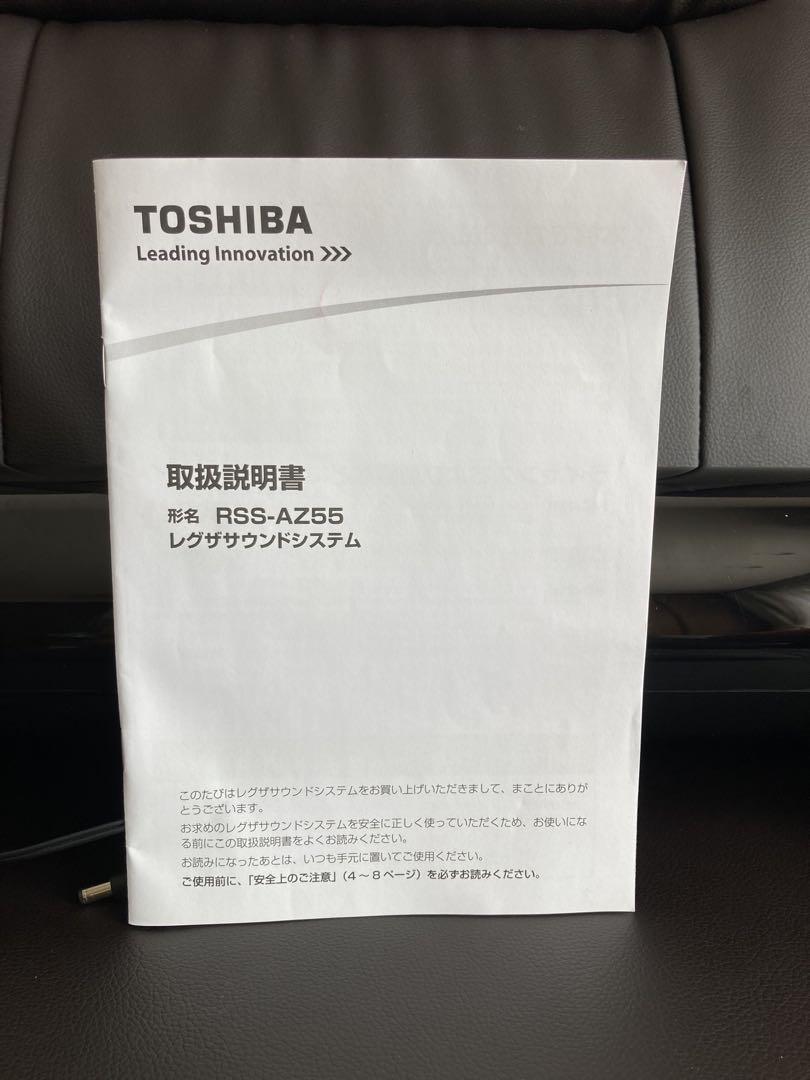 TOSHIBA
Leading Innovation >>>
取扱説明書
形名 RSS-AZ55
レグザサウンドシステム
このたびはレグザサウンドシステムをお買い上げいただきまして、まことにありが
とうございます。
お求めのレグザサウンドシステムを安全に正しく使っていただくため、お使いにな
る前にこの取扱説明書をよくお読みください。
お読みになったあとは、いつも手元に置いてご使用ください。
ご使用前に、「安全上のご注意」（4～8ページ）を必ずお読みください。